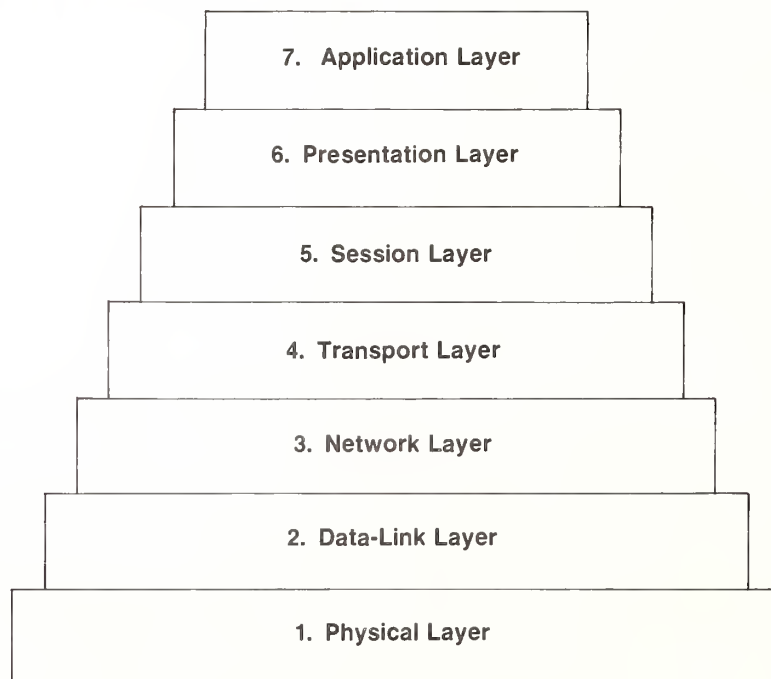 7. Application Layer
6. Presentation Layer
5. Session Layer
4. Transport Layer
3. Network Layer
2. Data-Link Layer
1. Physical Layer